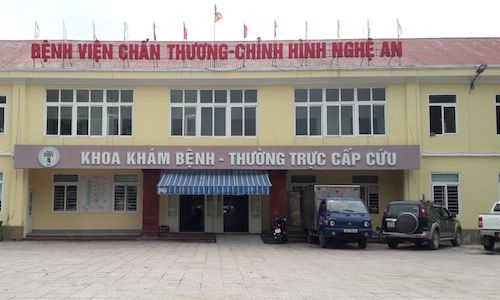 BỆNH VIỆN CHẤN THƯƠNG-CHỈNH HÌNH NGHỆ AN
KHOA KHÁM BỆNH - THƯỜNG TRỰC CẤP CỨU